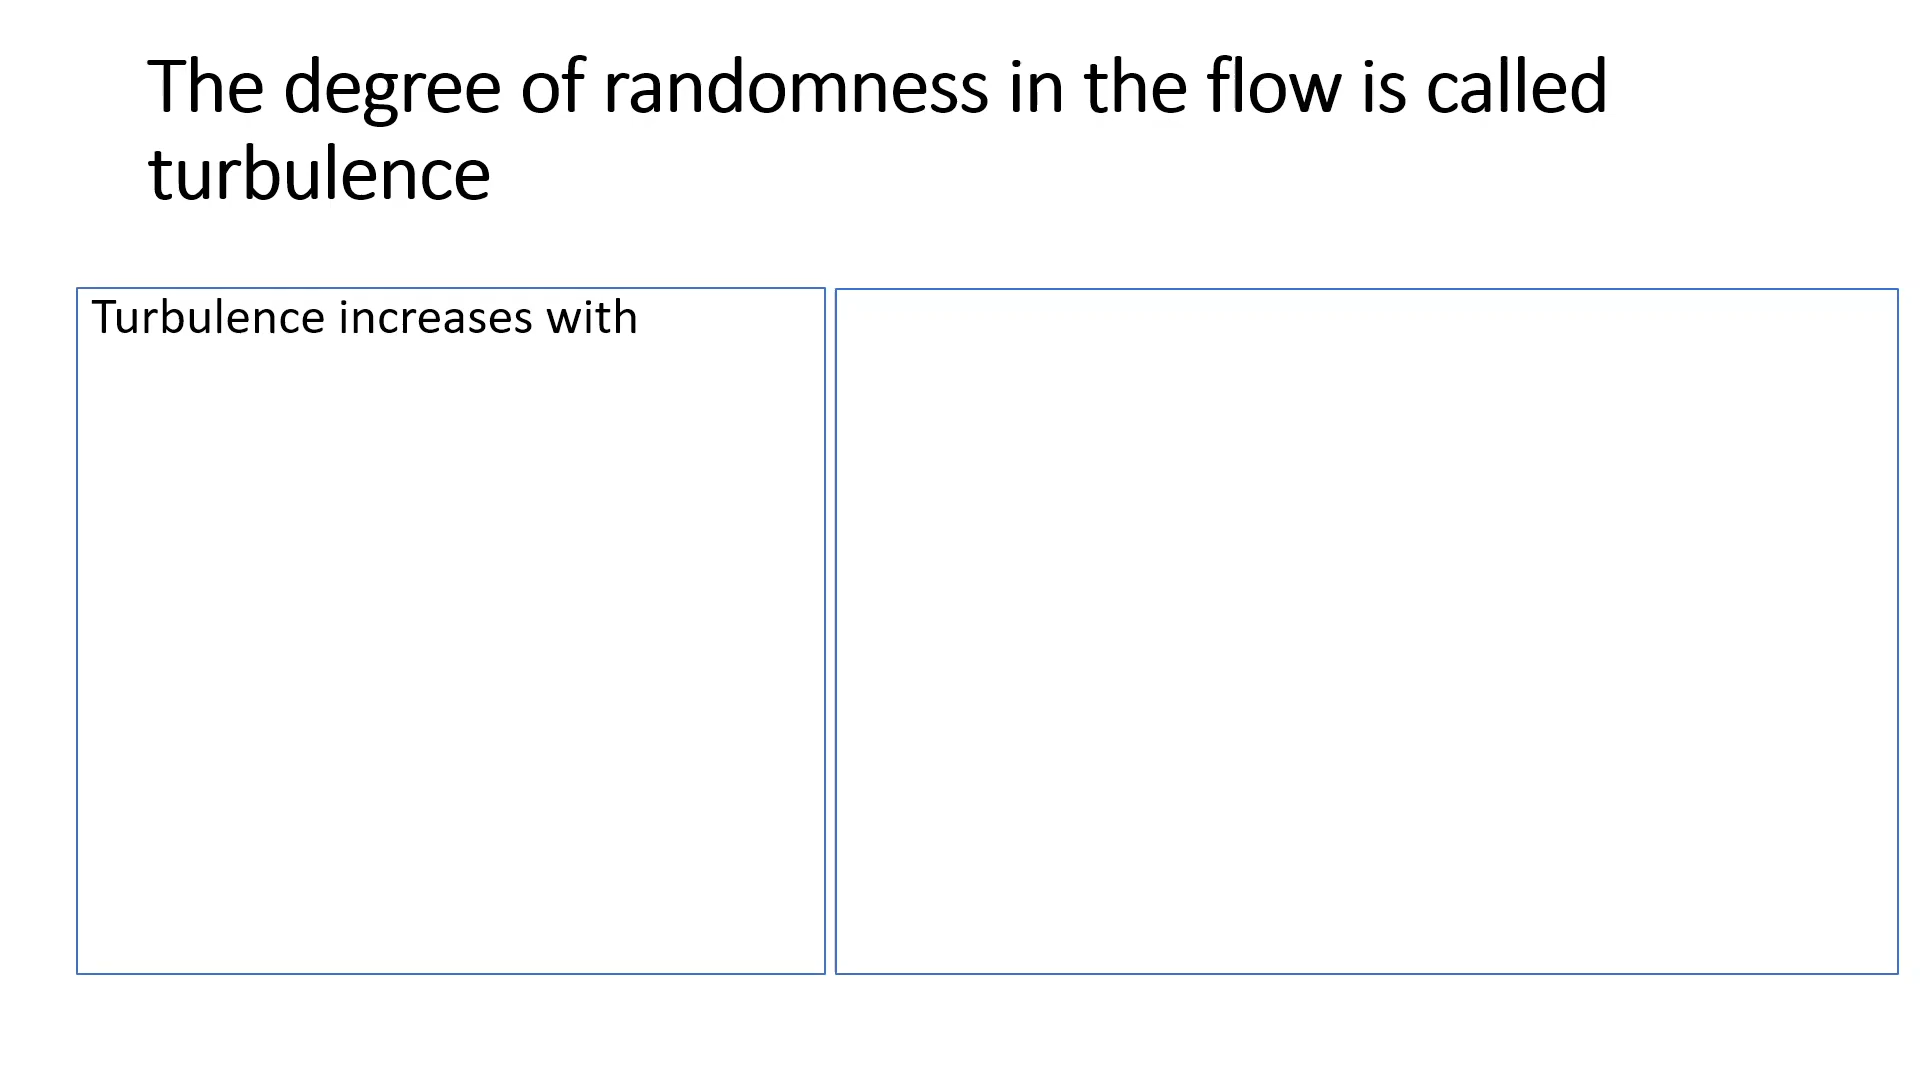 The degree of randomness in the flow is called
turbulence
Turbulence increases with